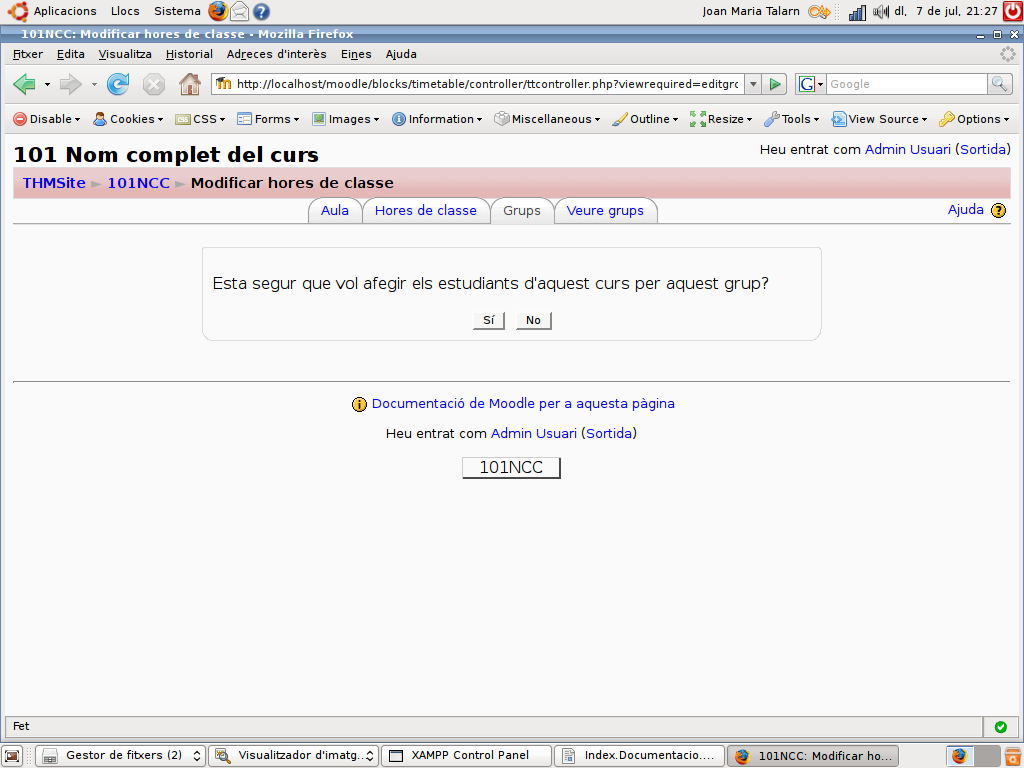 Aplicacions Llocs Sistema Joan Maria Talarn dl, 7 de jul, 21:27
101NCC: Modificar hores de classe - Mozilla Firefox
Fitxer Edita Visualitza Historial Adreces d'interès Eines Ajuda
http://localhost/moodle/blocks/timetable/controller/ttcontroller.php?viewrequired=editgrc G Google
Disable Cookies CSS Forms Images Information Miscellaneous Outline Resize Tools View Source Options
101 Nom complet del curs
Heu entrat com Admin Usuari (Sortida)
THMSite ► 101NCC ► Modificar hores de classe
Aula Hores de classe Grups Veure grups Ajuda
Esta segur que vol afegir els estudiants d'aquest curs per aquest grup?
Sí No
Documentació de Moodle per a aquesta pàgina
Heu entrat com Admin Usuari (Sortida)
101NCC
Fet
Gestor de fitxers (2) Visualitzador d'imatg... XAMPP Control Panel Index.Documentacio.... 101NCC: Modificar ho...